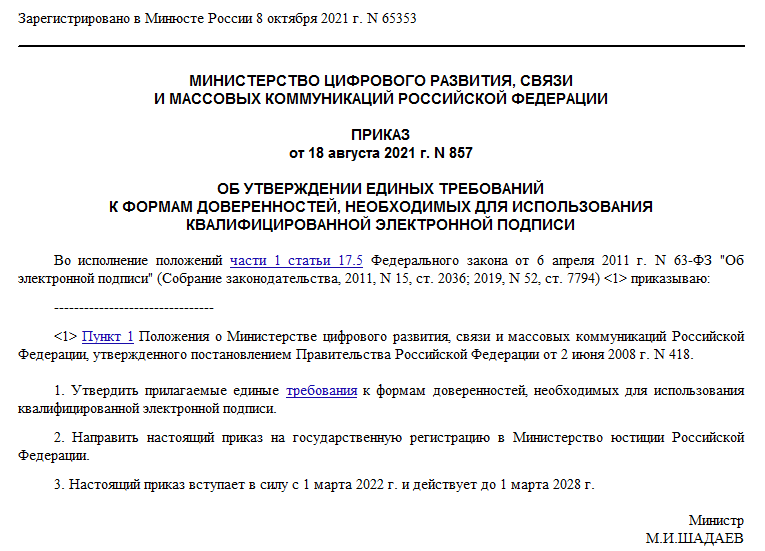 Зарегистрировано в Минюсте России 8 октября 2021 г. N 65353
МИНИСТЕРСТВО ЦИФРОВОГО РАЗВИТИЯ, СВЯЗИ
И МАССОВЫХ КОММУНИКАЦИЙ РОССИЙСКОЙ ФЕДЕРАЦИИ
ПРИКАЗ
от 18 августа 2021 г. N 857
ОБ УТВЕРЖДЕНИИ ЕДИНЫХ ТРЕБОВАНИЙ
К ФОРМАМ ДОВЕРЕННОСТЕЙ, НЕОБХОДИМЫХ ДЛЯ ИСПОЛЬЗОВАНИЯ
КВАЛИФИЦИРОВАННОЙ ЭЛЕКТРОННОЙ ПОДПИСИ
Во исполнение положений части 1 статьи 17.5 Федерального закона от 6 апреля 2011 г. N 63-ФЗ "Об
электронной подписи" (Собрание законодательства, 2011, N 15, ст. 2036; 2019, N 52, ст. 7794) <1> приказываю:
--------------------------------
<1> Пункт 1 Положения о Министерстве цифрового развития, связи и массовых коммуникаций Российской
Федерации, утвержденного постановлением Правительства Российской Федерации от 2 июня 2008 г. N 418.
1. Утвердить прилагаемые единые требования к формам доверенностей, необходимых для использования
квалифицированной электронной подписи.
2. Направить настоящий приказ на государственную регистрацию в Министерство юстиции Российской
Федерации.
3. Настоящий приказ вступает в силу с 1 марта 2022 г. и действует до 1 марта 2028 г.
Министр
М.И.ШАДАЕВ